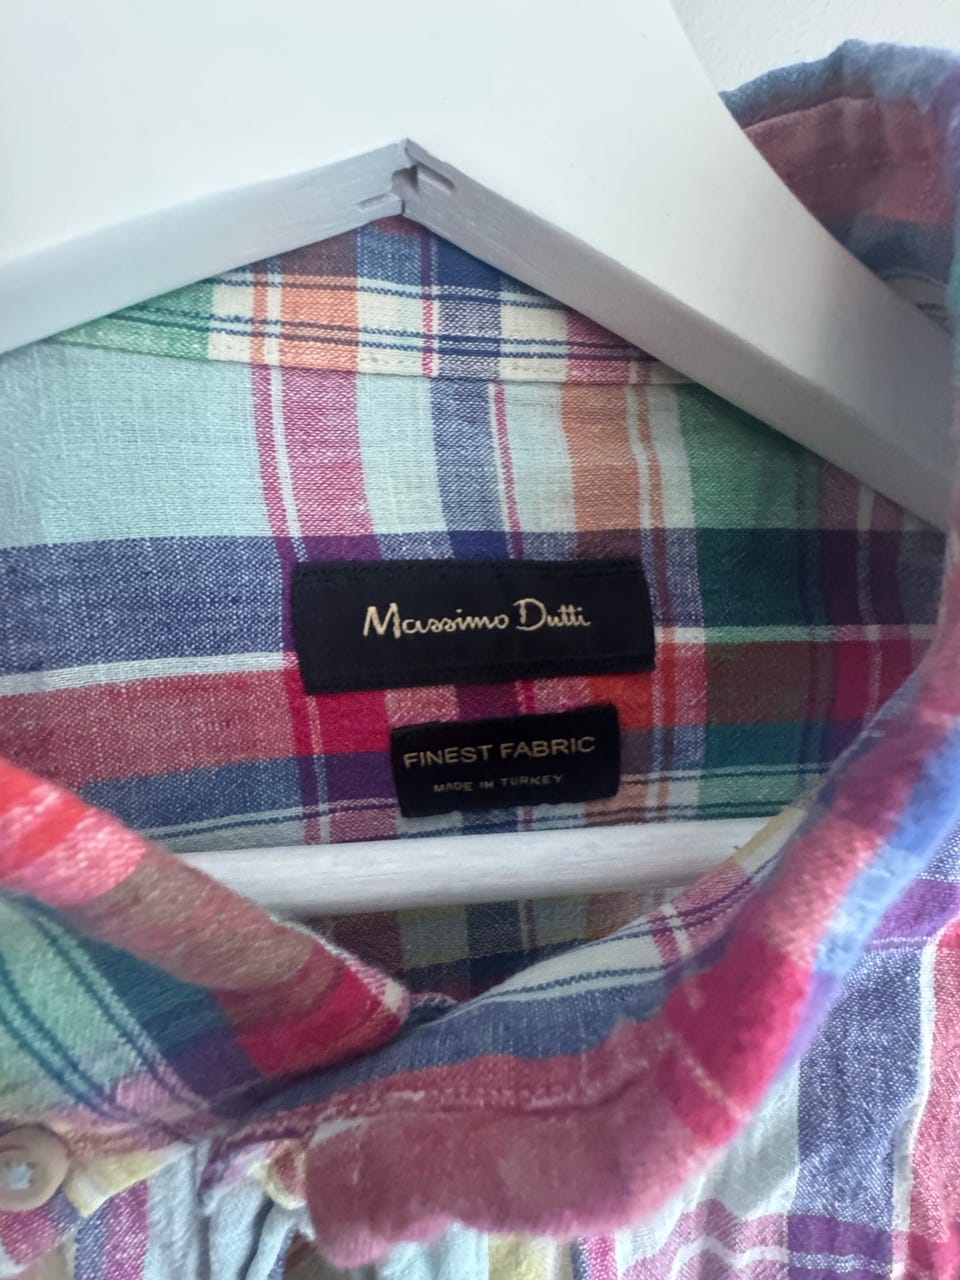 Massimo Dutti
FINEST FABRIC
MADE IN TURKEY